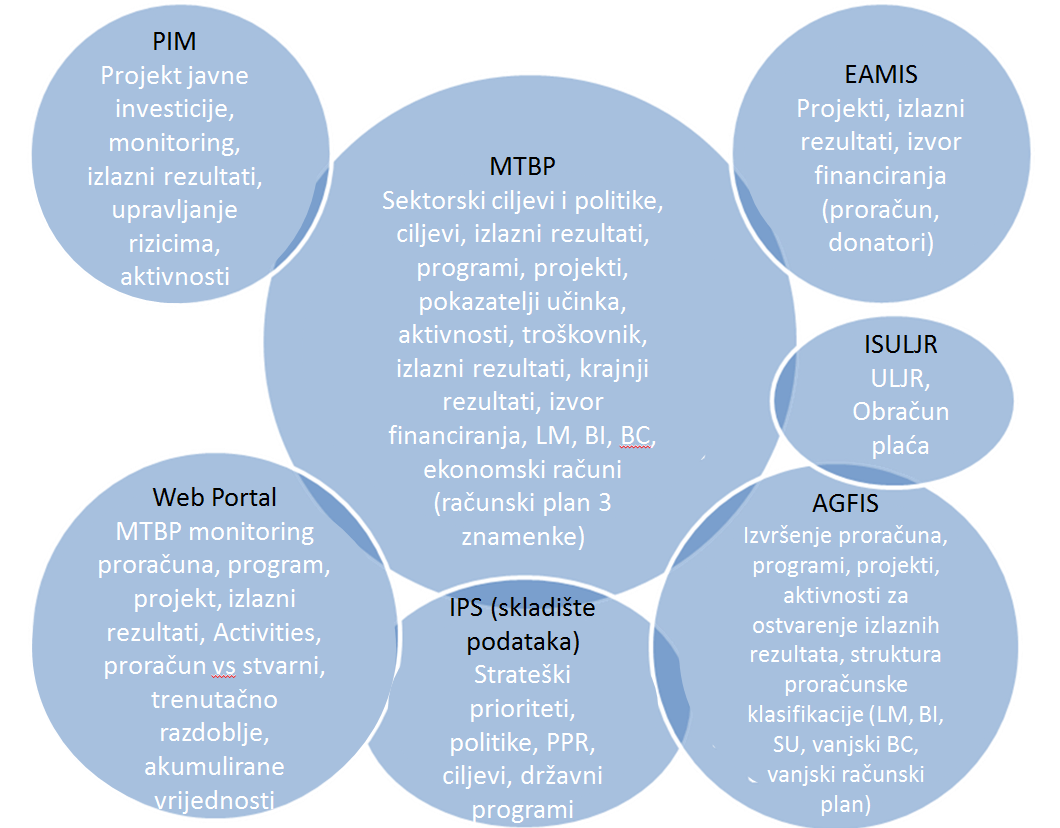 PIM
Projekt javne
investicije,
monitoring,
izlazni rezultati,
upravljanje
rizicima,
aktivnosti
MTBP
Sektorski ciljevi i politike,
ciljevi, izlazni rezultati,
programi, projekti,
pokazatelji učinka,
aktivnosti, troškovnik,
izlazni rezultati, krajnji
rezultati, izvor
financiranja, LM, BI, BC,
ekonomski računi
(računski plan 3
znamenke)
EAMIS
Projekti, izlazni
rezultati, izvor
financiranja
(proračun,
donatori)
ISULJR
ULJR,
Obračun
plaća
Web Portal
MTBP monitoring
proračuna, program,
projekt, izlazni
rezultati, Activities,
proračun vs stvarni,
trenutačno
razdoblje,
akumulirane
vrijednosti
IPS (skladište
podataka)
Strateški
prioriteti,
politike, PPR,
ciljevi, državni
programi
AGFIS
Izvršenje proračuna,
programi, projekti,
aktivnosti za
ostvarenje izlaznih
rezultata, struktura
proračunske
klasifikacije (LM, BI,
SU, vanjski BC,
vanjski računski
plan)